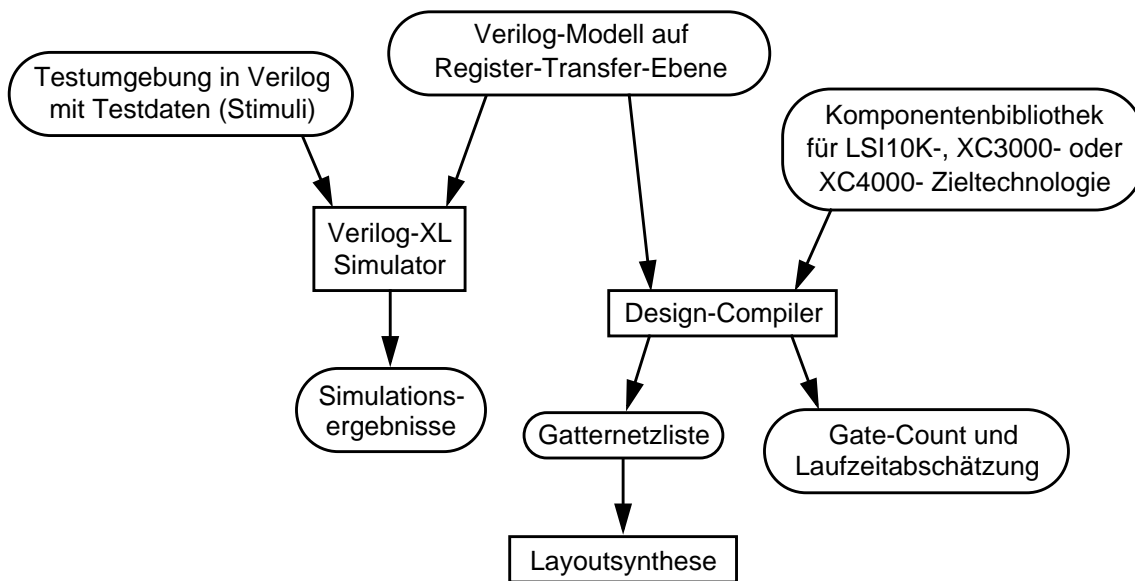 Verilog-Modell auf
Register-Transfer-Ebene
Testumgebung in Verilog
mit Testdaten (Stimuli)
Komponentenbibliothek
für LSI10K-, XC3000- oder
XC4000- Zieltechnologie
Verilog-XL
Simulator
Design-Compiler
Simulations-
ergebnisse
Gatternetzliste
Gate-Count und
Laufzeitabschätzung
Layoutsynthese